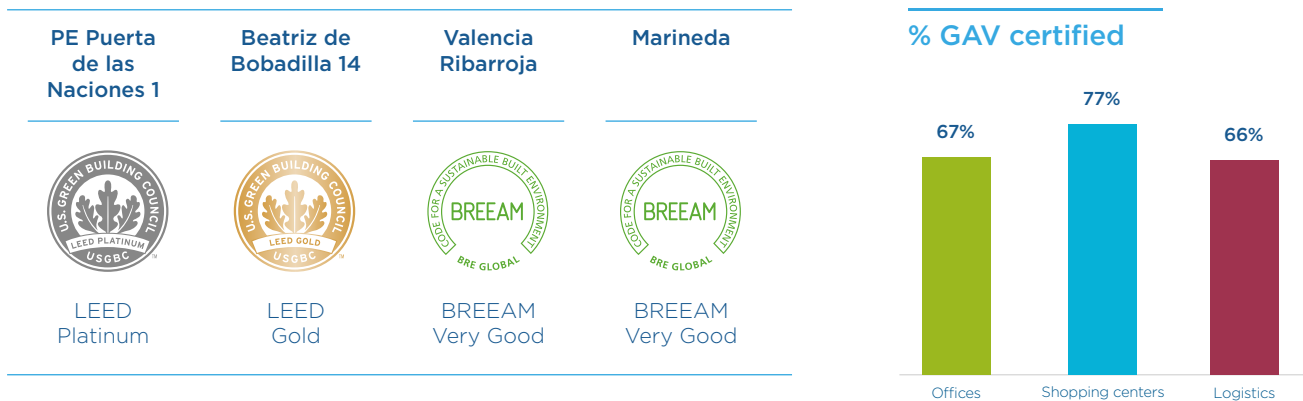 PE Puerta
de las
Naciones 1
Beatriz de
Bobadilla 14
Valencia
Ribarroja
Marineda
U.S. GREEN BUILDING COUNCIL
LEED PLATINUM
USGBC
TM
U.S. GREEN BUILDING COUNCIL
LEED GOLD
USGBC
TM
CODE FOR A SUSTAINABLE BUILT ENVIRONMENT
BREEAM
BRE GLOBAL
CODE FOR A SUSTAINABLE BUILT ENVIRONMENT
BREEAM
BRE GLOBAL
LEED
Platinum
LEED
Gold
BREEAM
Very Good
BREEAM
Very Good
% GAV certified
67%
77%
66%
Offices
Shopping centers
Logistics